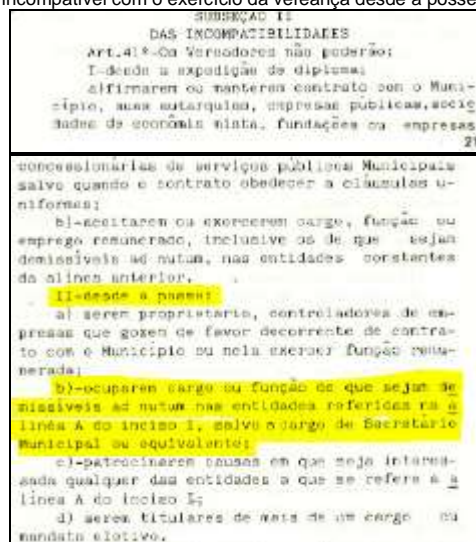 incompatível com o exercício da vereança desde a posse
SUBSEÇÃO II
DAS INCOMPATIBILIDADES
Art.41º-Os Vereadores não poderão:
I-desde a expedição de diploma:
a)firmarem ou manterem contrato com o Muni-
cípio, suas autarquias, empresas públicas,socie
dades de economia mista, fundações ou empresas
21
concessionárias de serviços públicos Municipais
salvo quando o contrato obedecer a cláusulas u-
niformes;
b)-aceitarem ou exercerem cargo, função ou
emprego remunerado, inclusive os de que sejam
demissíveis ad nutum, nas entidades constantes
da alínea anterior.
II-desde a posse:
a) serem proprietário, controladores de em-
presas que gozem de favor decorrente de contra-
to com o Município ou nela exercer função remu-
nerada;
b)-ocuparem cargo ou função de que sejam de
missíveis ad nutum nas entidades referidas na a
línea A do inciso I, salvo o cargo de Secretário
Municipal ou equivalente;
c)-patrocinarem causas em que seja interes-
sada qualquer das entidades a que se refere a a
línea A do inciso I;
d) serem titulares de mais de um cargo ou
mandato eletivo.